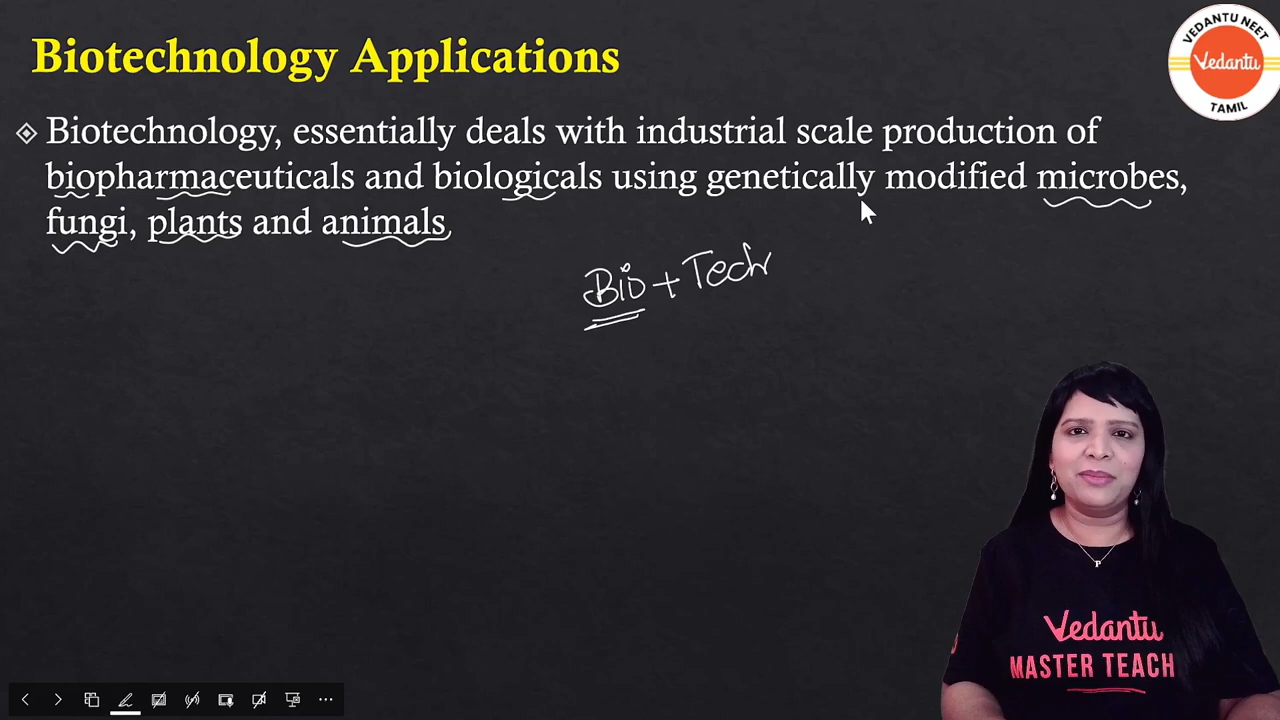 Biotechnology Applications
VEDANTU NEET
Vedantu
TAMIL
Biotechnology, essentially deals with industrial scale production of
biopharmaceuticals and biologicals using genetically modified microbes,
fungi, plants and animals
Bio + Tech
Vedantu
MASTER TEACH